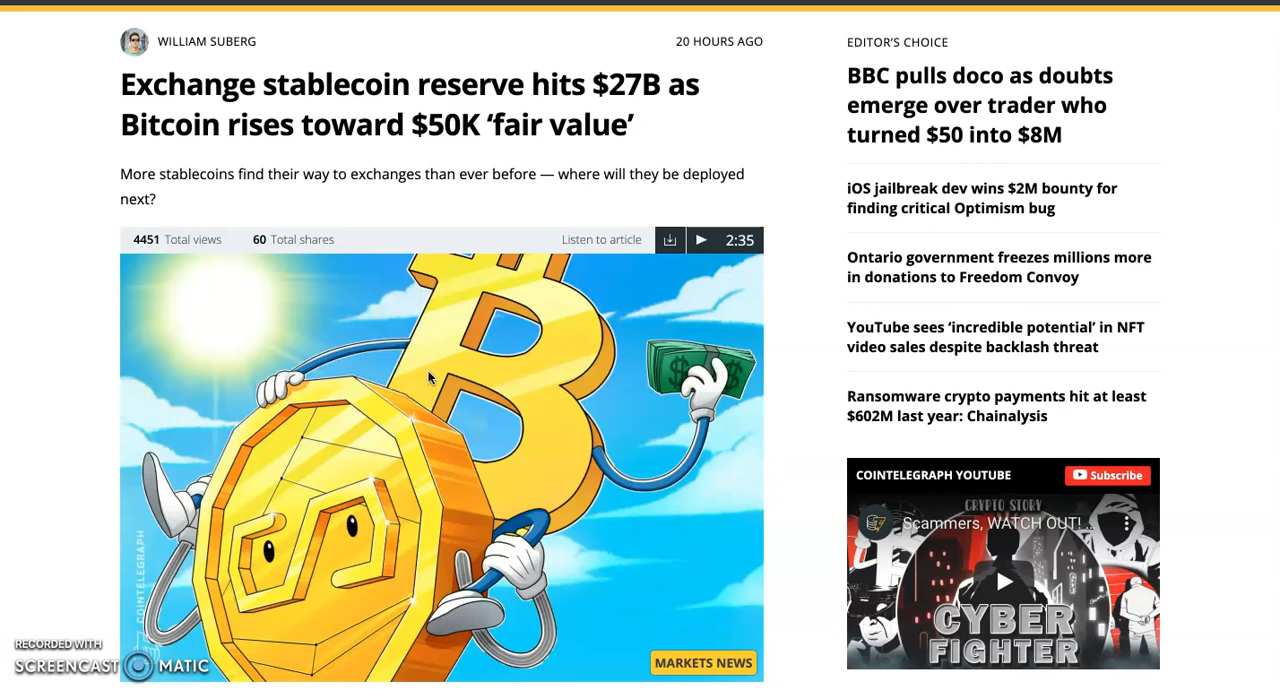 WILLIAM SUBERG
20 HOURS AGO
Exchange stablecoin reserve hits $27B as
Bitcoin rises toward $50K ‘fair value’
More stablecoins find their way to exchanges than ever before — where will they be deployed
next?
4451 Total views
60 Total shares
Listen to article
2:35
COINTELEGRAPH
MARKETS NEWS
RECORDED WITH
SCREENCAST MATIC
EDITOR’S CHOICE
BBC pulls doco as doubts
emerge over trader who
turned $50 into $8M
iOS jailbreak dev wins $2M bounty for
finding critical Optimism bug
Ontario government freezes millions more
in donations to Freedom Convoy
YouTube sees ‘incredible potential’ in NFT
video sales despite backlash threat
Ransomware crypto payments hit at least
$602M last year: Chainalysis
COINTELEGRAPH YOUTUBE
Subscribe
CRYPTO STORY
Scammers, WATCH OUT! ...
CYBER
FIGHTER